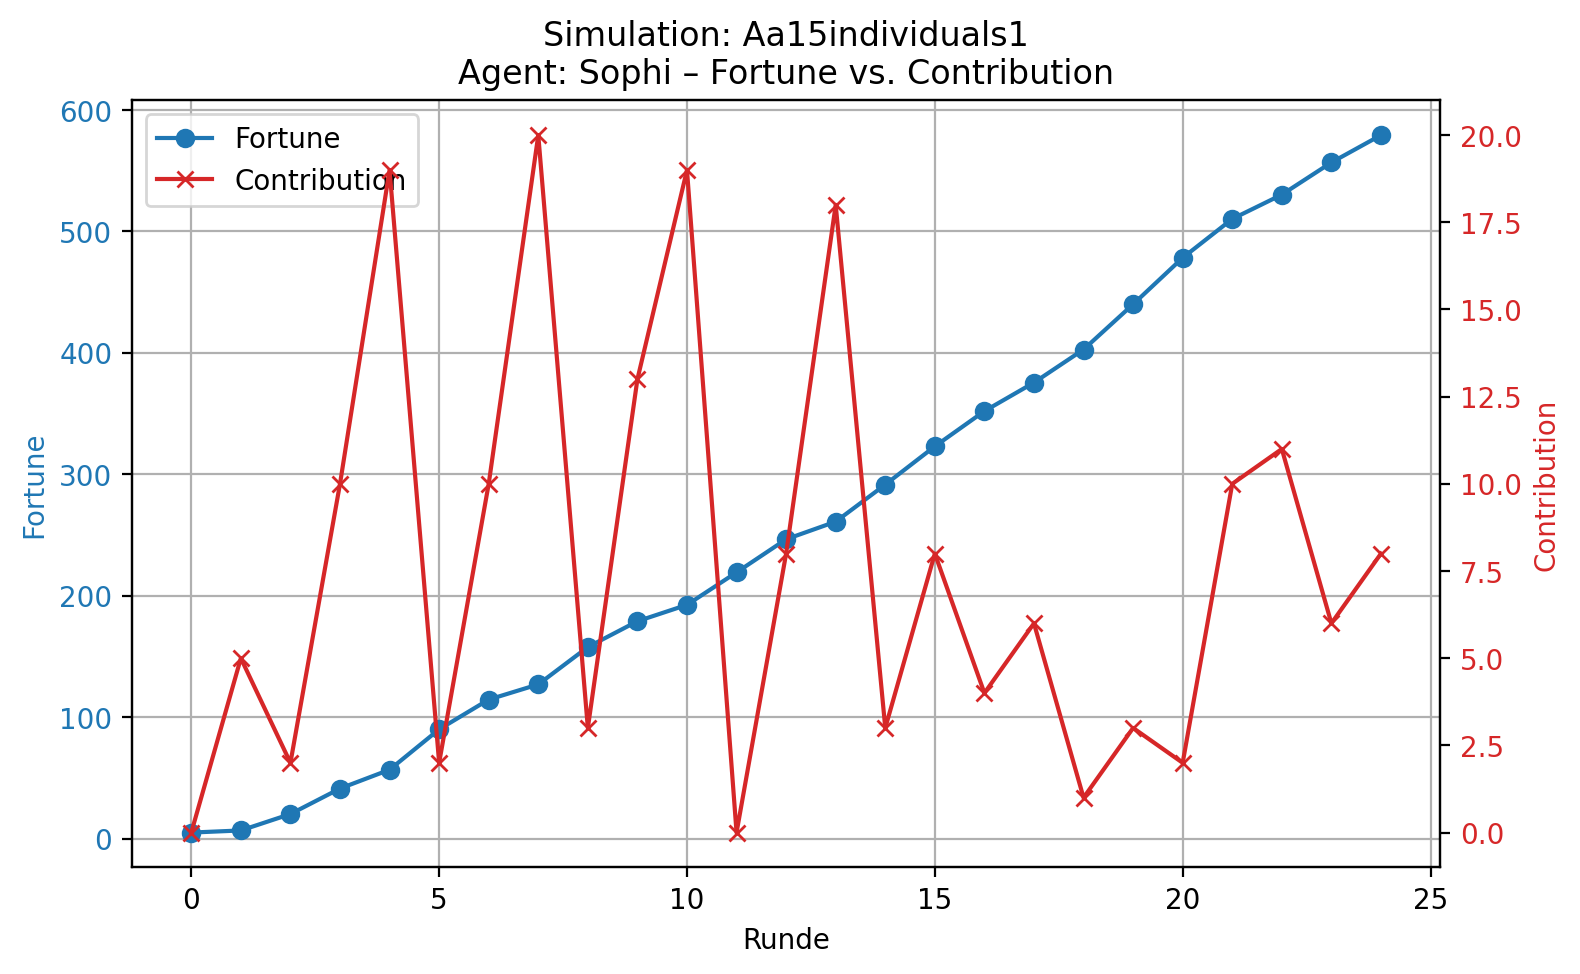 Simulation: Aa15individuals1
Agent: Sophi – Fortune vs. Contribution
Fortune
Contribution
600
500
400
300
200
100
0
Fortune
20.0
17.5
15.0
12.5
10.0
7.5
5.0
2.5
0.0
Contribution
0 5 10 15 20 25
Runde